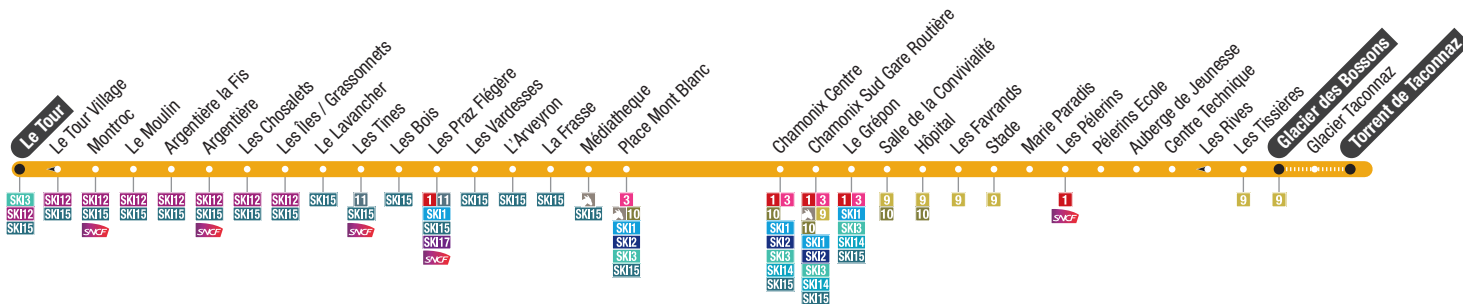 Le Tour
Le Tour Village
Montroc
Le Moulin
Argentière la Fis
Argentière
Les Chosalets
Les Îles / Grassonnets
Le Lavancher
Les Tines
Les Bois
Les Praz Flégère
Les Vardesses
L'Arveyron
La Frasse
Médiatheque
Place Mont Blanc
Chamonix Centre
Chamonix Sud Gare Routière
Le Grépon
Salle de la Convivialité
Hôpital
Les Favrands
Stade
Marie Paradis
Les Pélerins
Pélerins Ecole
Auberge de Jeunesse
Centre Technique
Les Rives
Les Tissières
Glacier des Bossons
Glacier Taconnaz
Torrent de Taconnaz
SKI3
SKI12
SKI15
SKI12
SKI15
SKI12
SKI15
SNCF
SKI12
SKI15
SKI12
SKI15
SKI12
SKI15
SNCF
SKI12
SKI15
SKI12
SKI15
SKI15
11
SKI15
SNCF
SKI15
1 11
SKI1
SKI15
SKI17
SNCF
SKI15
SKI15
SKI15
SKI15
3
10
SKI1
SKI2
SKI3
SKI15
1 3
10
SKI1
SKI2
SKI3
SKI14
SKI15
1 3
9
10
SKI1
SKI2
SKI3
SKI14
SKI15
1 3
SKI1
SKI3
SKI14
SKI15
9
10
9
10
9
9
1
SNCF
9
9